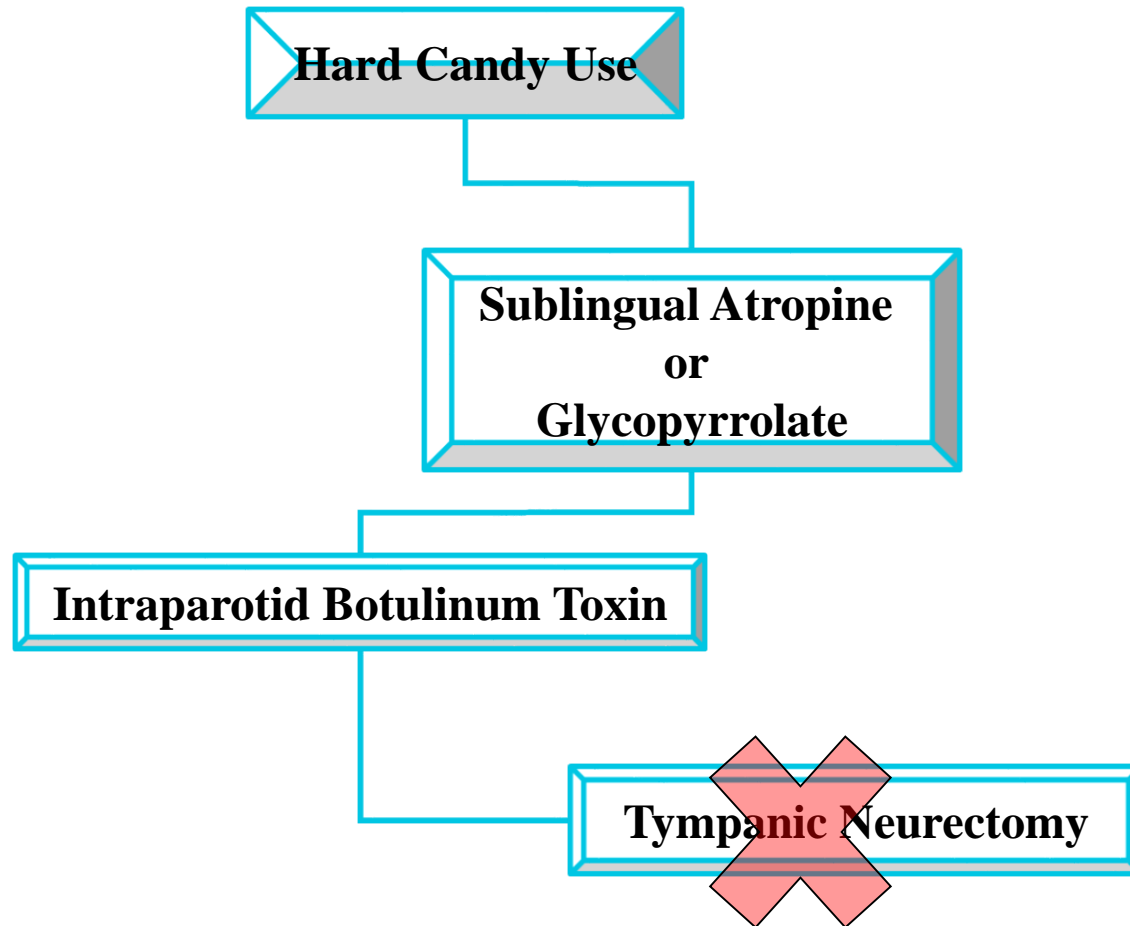 Hard Candy Use
Sublingual Atropine
or
Glycopyrrolate
Intraparotid Botulinum Toxin
Tympanic Neurectomy